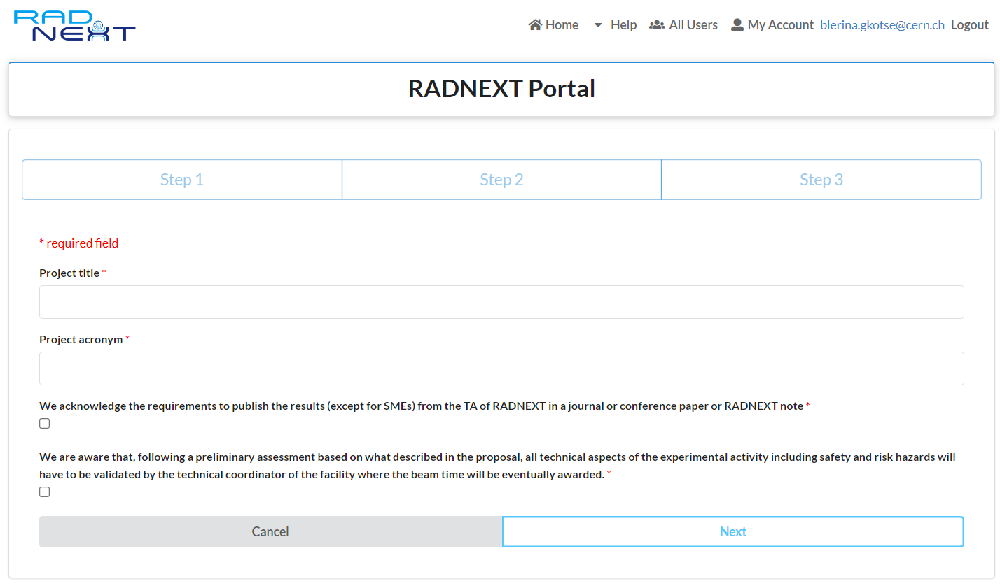 RAD
NEXT
Home Help All Users My Account blerina.gkotse@cern.ch Logout
RADNEXT Portal
Step 1 Step 2 Step 3
* required field
Project title *
Project acronym *
We acknowledge the requirements to publish the results (except for SMEs) from the TA of RADNEXT in a journal or conference paper or RADNEXT note *
We are aware that, following a preliminary assessment based on what described in the proposal, all technical aspects of the experimental activity including safety and risk hazards will
have to be validated by the technical coordinator of the facility where the beam time will be eventually awarded. *
Cancel Next